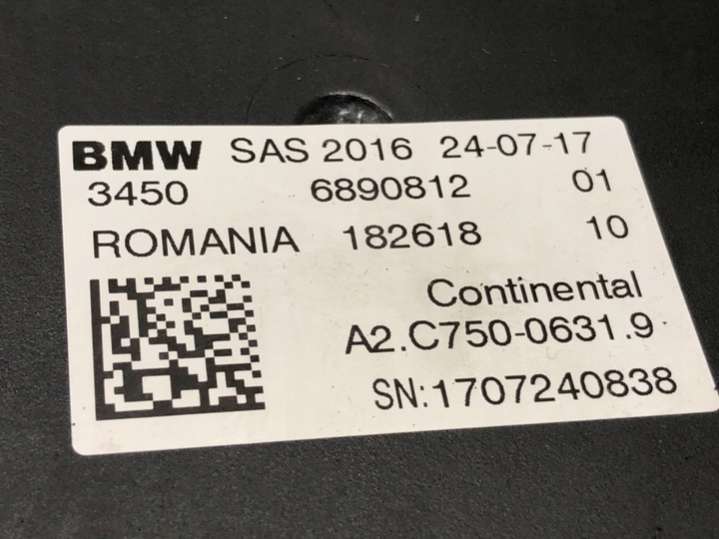 BMW SAS 2016 24-07-17
3450 6890812 01
ROMANIA 182618 10
Continental
A2.C750-0631.9
SN:1707240838